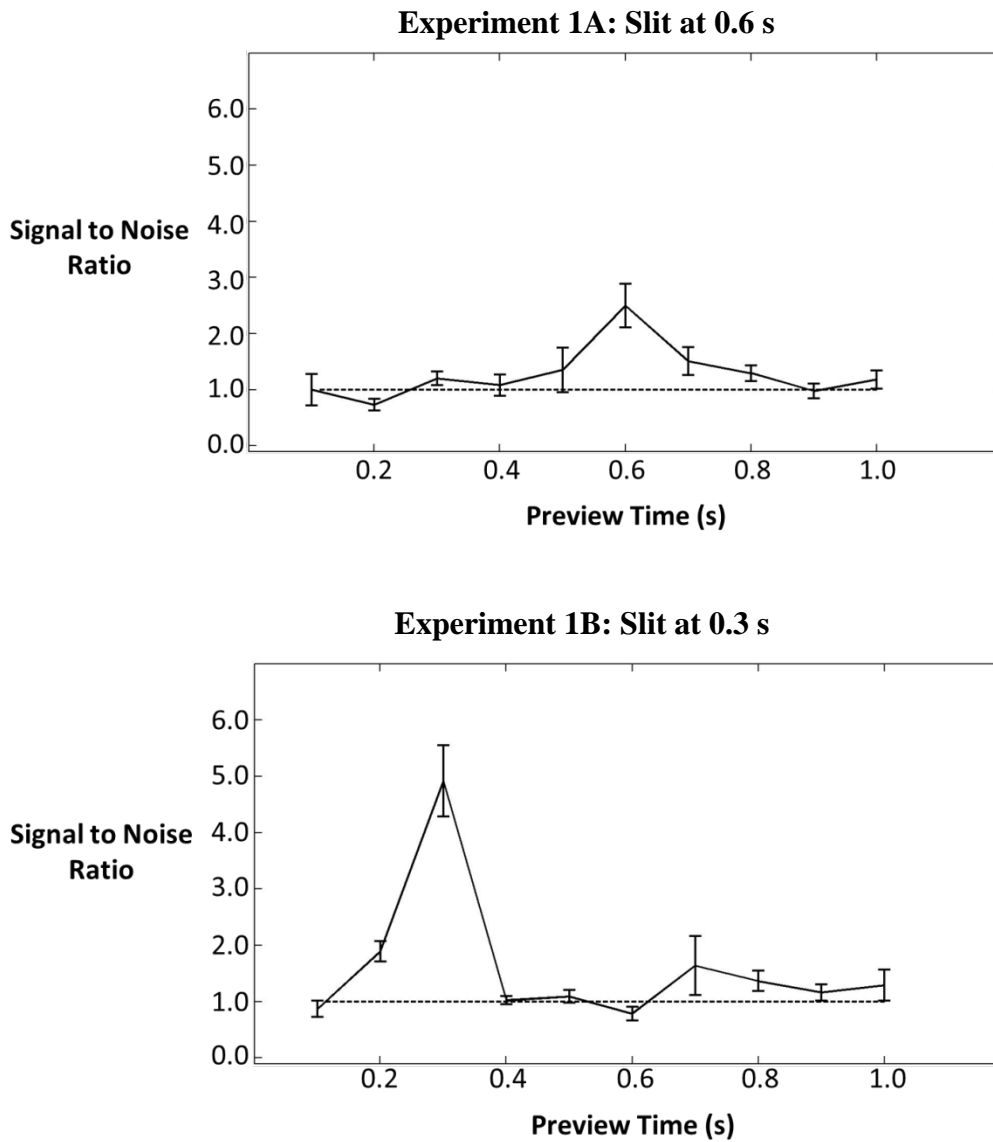 Experiment 1A: Slit at 0.6 s
6.0
5.0
Signal to Noise
Ratio
4.0
3.0
2.0
1.0
0.0
0.2 0.4 0.6 0.8 1.0
Preview Time (s)
Experiment 1B: Slit at 0.3 s
6.0
5.0
Signal to Noise
Ratio
4.0
3.0
2.0
1.0
0.0
0.2 0.4 0.6 0.8 1.0
Preview Time (s)